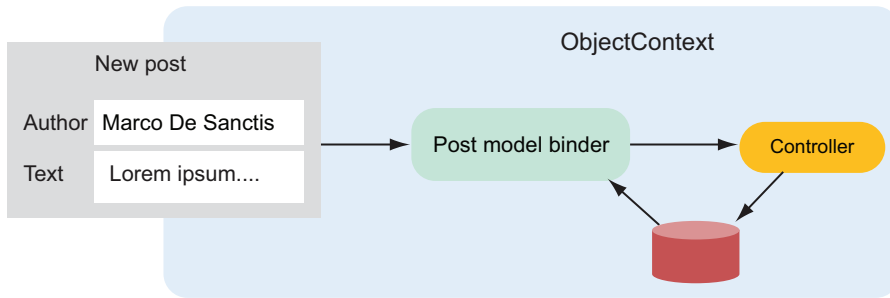 ObjectContext
New post
Author Marco De Sanctis
Text Lorem ipsum....
Post model binder
Controller